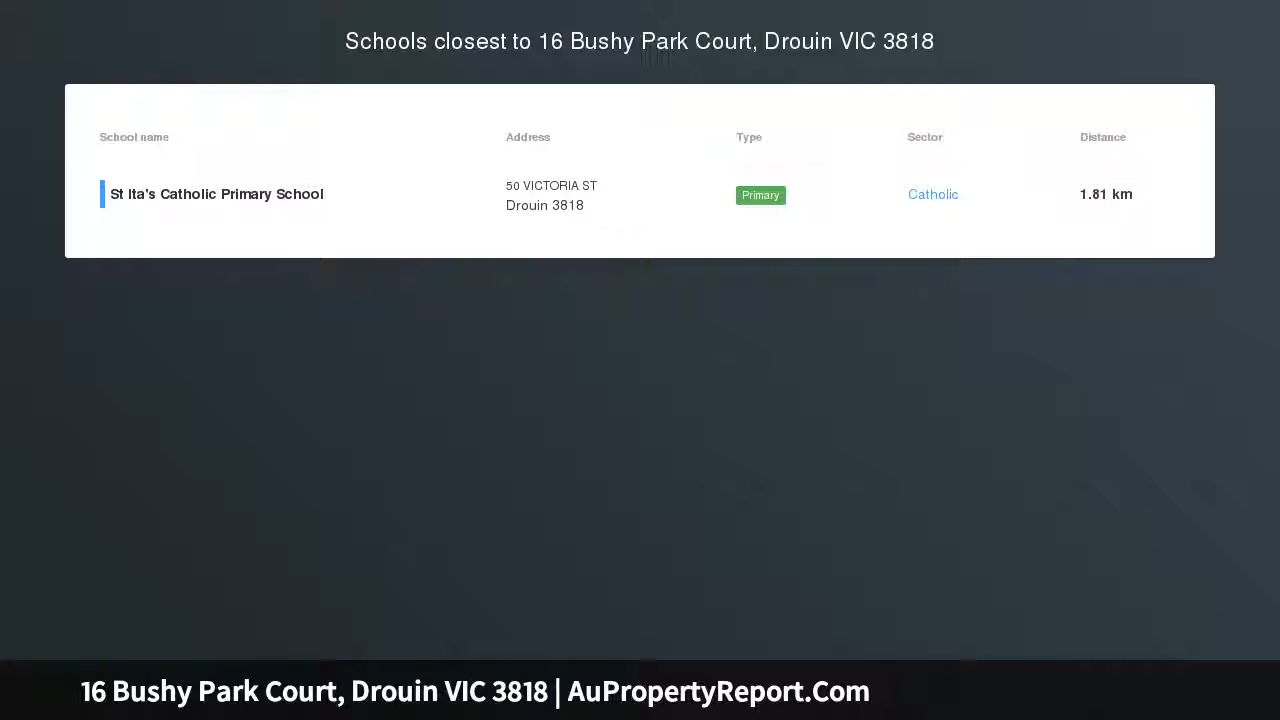 Schools closest to 16 Bushy Park Court, Drouin VIC 3818
School name Address Type Sector Distance
St Ita's Catholic Primary School 50 VICTORIA ST Primary Catholic 1.81 km
Drouin 3818
16 Bushy Park Court, Drouin VIC 3818 | AuPropertyReport.Com